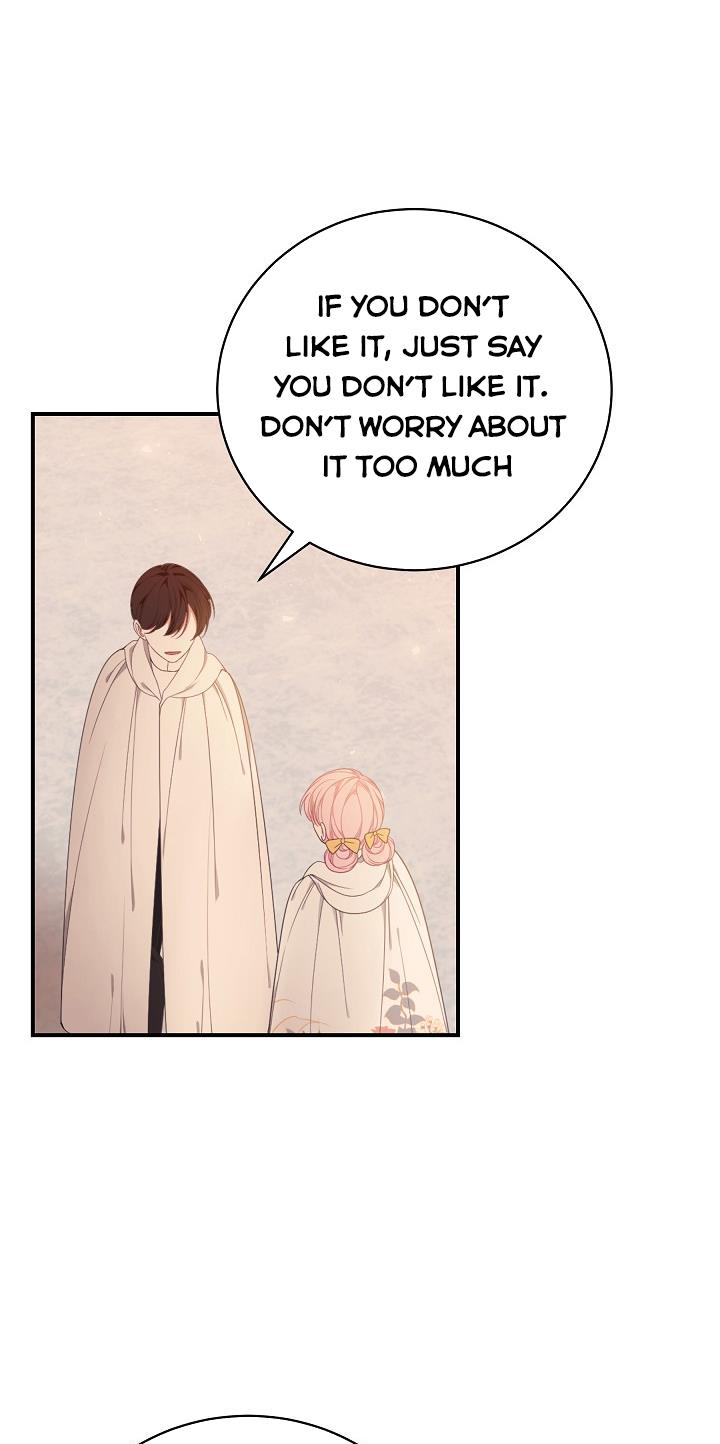 IF YOU DON'T
LIKE IT, JUST SAY
YOU DON'T LIKE IT.
DON'T WORRY ABOUT
IT TOO MUCH